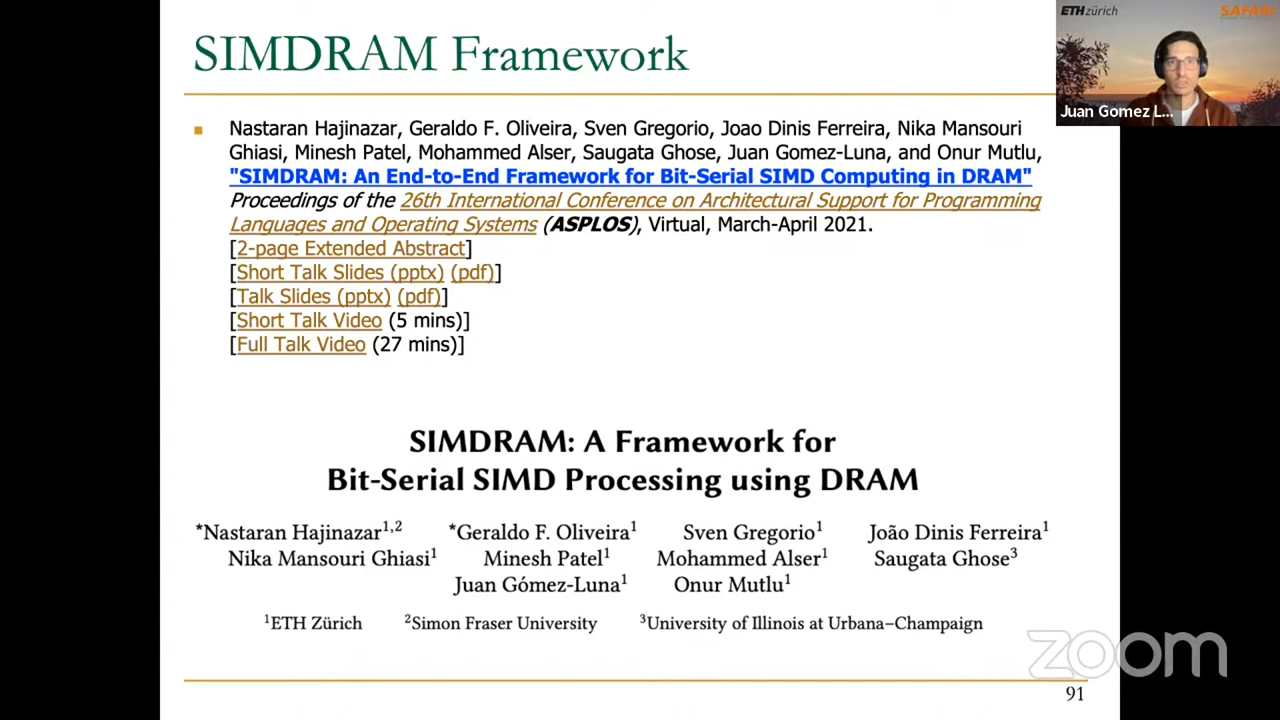 SIMDRAM Framework
ETH zürich
SAFARI
Juan Gomez L...
Nastaran Hajinazar, Geraldo F. Oliveira, Sven Gregorio, Joao Dinis Ferreira, Nika Mansouri
Ghiasi, Minesh Patel, Mohammed Alser, Saugata Ghose, Juan Gomez-Luna, and Onur Mutlu,
"SIMDRAM: An End-to-End Framework for Bit-Serial SIMD Computing in DRAM"
Proceedings of the 26th International Conference on Architectural Support for Programming
Languages and Operating Systems (ASPLOS), Virtual, March-April 2021.
[2-page Extended Abstract]
[Short Talk Slides (pptx) (pdf)]
[Talk Slides (pptx) (pdf)]
[Short Talk Video (5 mins)]
[Full Talk Video (27 mins)]
SIMDRAM: A Framework for
Bit-Serial SIMD Processing using DRAM
*Nastaran Hajinazar1,2 *Geraldo F. Oliveira1 Sven Gregorio1 João Dinis Ferreira1
Nika Mansouri Ghiasi1 Minesh Patel1 Mohammed Alser1 Saugata Ghose3
Juan Gómez-Luna1 Onur Mutlu1
1ETH Zürich 2Simon Fraser University 3University of Illinois at Urbana–Champaign
zoom
91